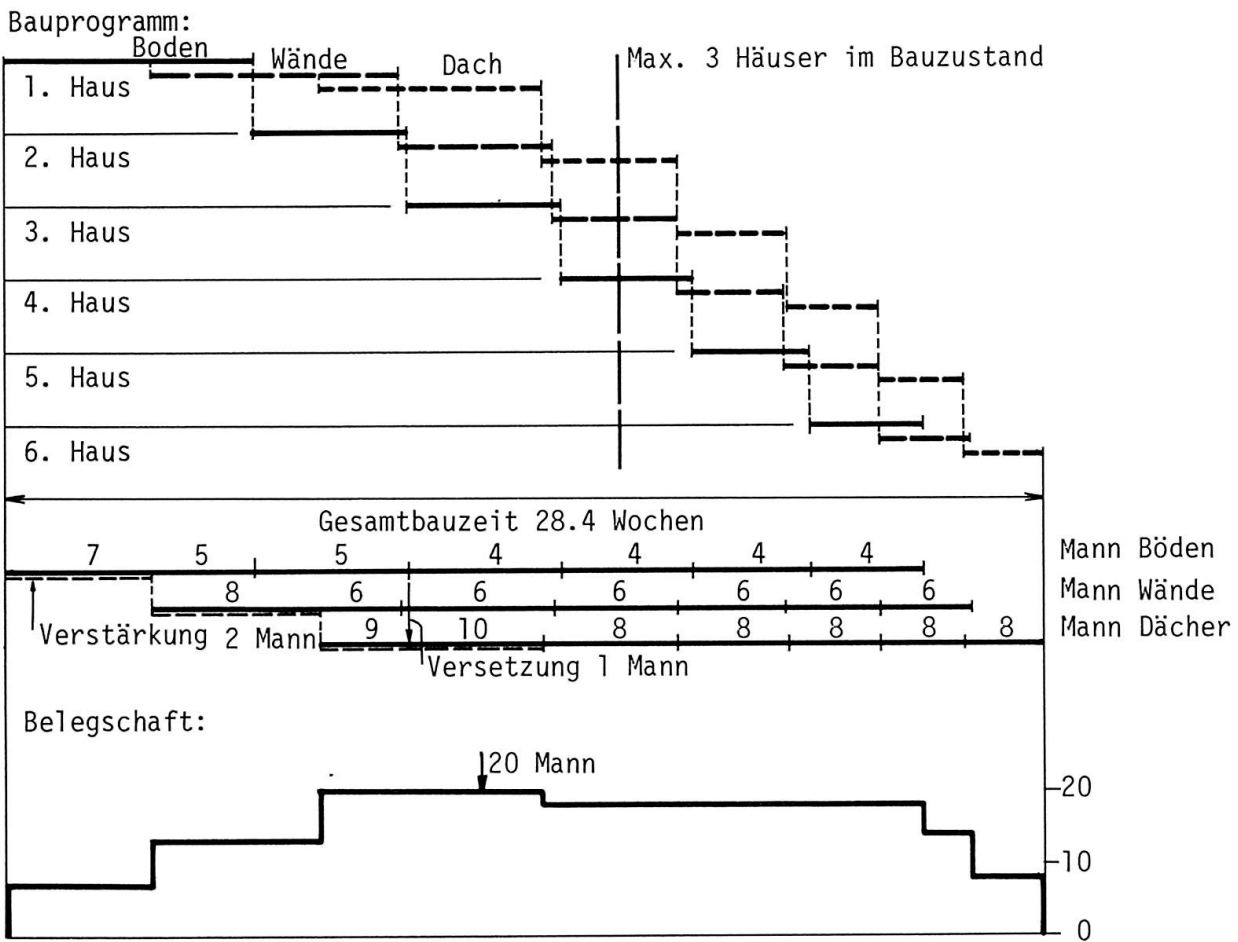 Bauprogramm:
Boden Wände Dach Max. 3 Häuser im Bauzustand
1. Haus
2. Haus
3. Haus
4. Haus
5. Haus
6. Haus
Gesamtbauzeit 28.4 Wochen
7 5 5 4 4 4 4 Mann Böden
8 6 6 6 6 6 6 Mann Wände
Verstärkung 2 Mann 9 10 8 8 8 8 8 Mann Dächer
Versetzung 1 Mann
Belegschaft:
20 Mann
20
10
0